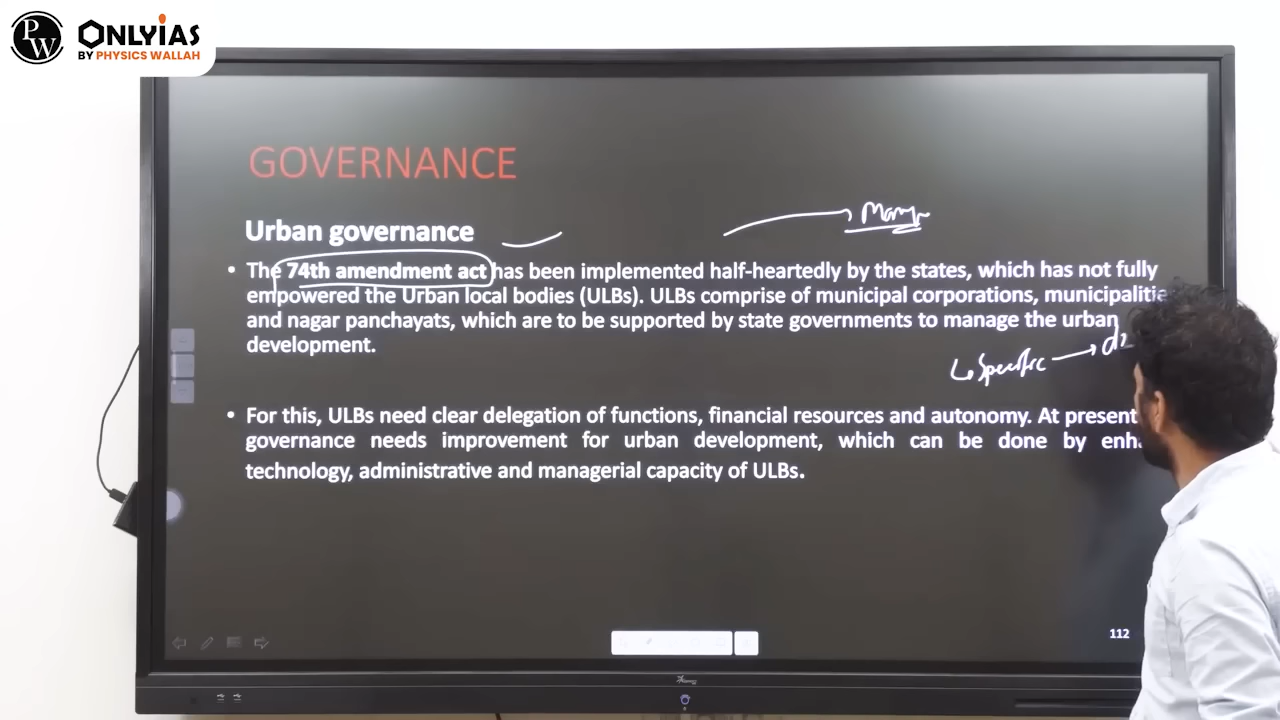 PW ONLYIAS
BY PHYSICS WALLAH
GOVERNANCE
Urban governance
• The 74th amendment act has been implemented half-heartedly by the states, which has not fully
empowered the Urban local bodies (ULBs). ULBs comprise of municipal corporations, municipalitie
and nagar panchayats, which are to be supported by state governments to manage the urban
development.
Specific
• For this, ULBs need clear delegation of functions, financial resources and autonomy. At present
governance needs improvement for urban development, which can be done by enha
technology, administrative and managerial capacity of ULBs.
112